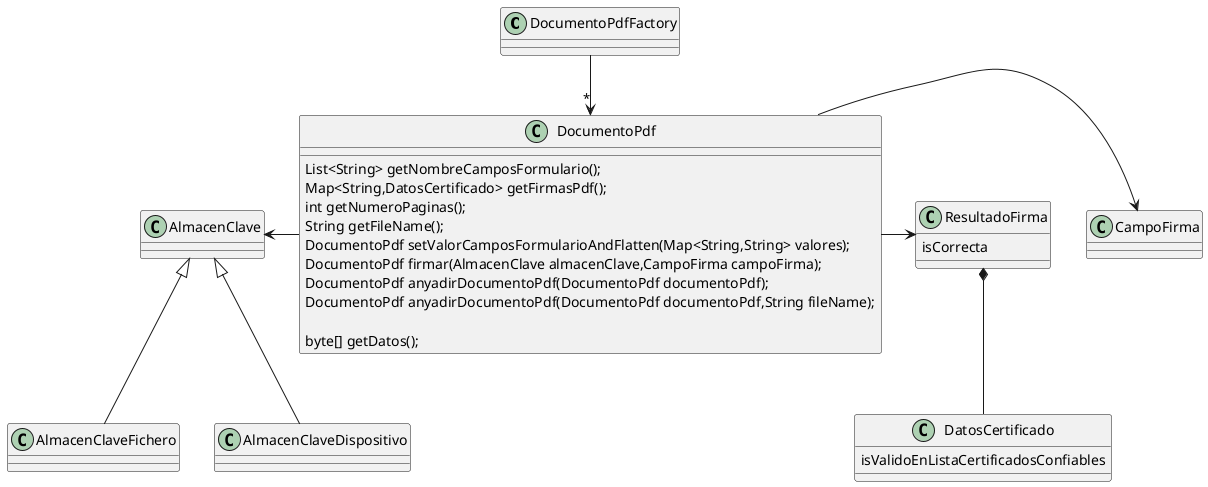 C DocumentoPdfFactory
*
C DocumentoPdf
List<String> getNombreCamposFormulario();
Map<String,DatosCertificado> getFirmasPdf();
int getNumeroPaginas();
String getFileName();
DocumentoPdf setValorCamposFormularioAndFlatten(Map<String,String> valores);
DocumentoPdf firmar(AlmacenClave almacenClave,CampoFirma campoFirma);
DocumentoPdf anyadirDocumentoPdf(DocumentoPdf documentoPdf);
DocumentoPdf anyadirDocumentoPdf(DocumentoPdf documentoPdf,String fileName);
byte[] getDatos();
C AlmacenClave
C ResultadoFirma
isCorrecta
C CampoFirma
C AlmacenClaveFichero
C AlmacenClaveDispositivo
C DatosCertificado
isValidoEnListaCertificadosConfiables